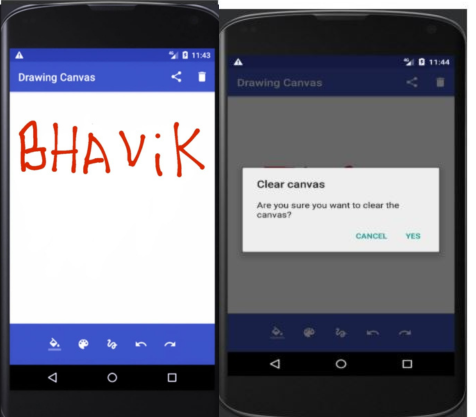 11:43
Drawing Canvas
BHAViK
11:44
Drawing Canvas
Clear canvas
Are you sure you want to clear the
canvas?
CANCEL YES